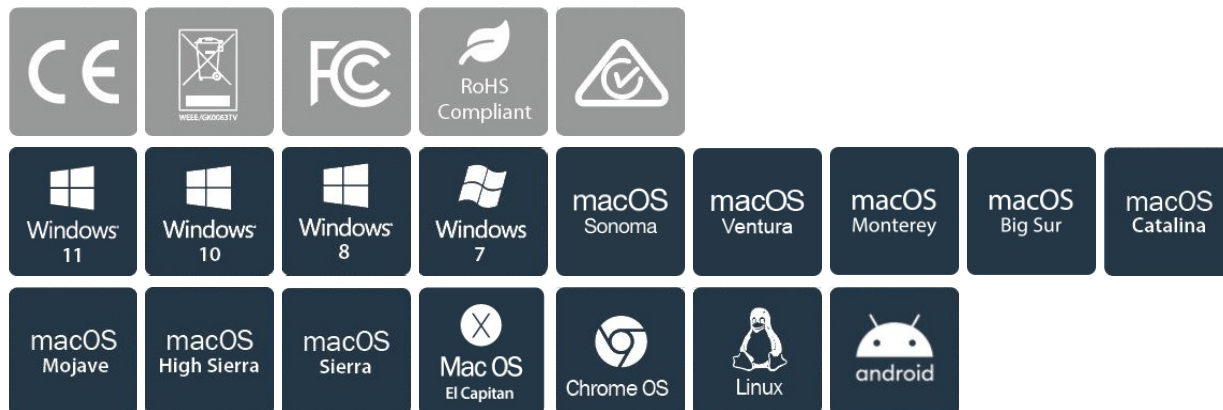 CE
WEEE/GK0063TV
FC
RoHS
Compliant
Windows
11
Windows
10
Windows
8
Windows
7
macOS
Sonoma
macOS
Ventura
macOS
Monterey
macOS
Big Sur
macOS
Catalina
macOS
Mojave
macOS
High Sierra
macOS
Sierra
X
Mac OS
El Capitan
Chrome OS
Linux
android